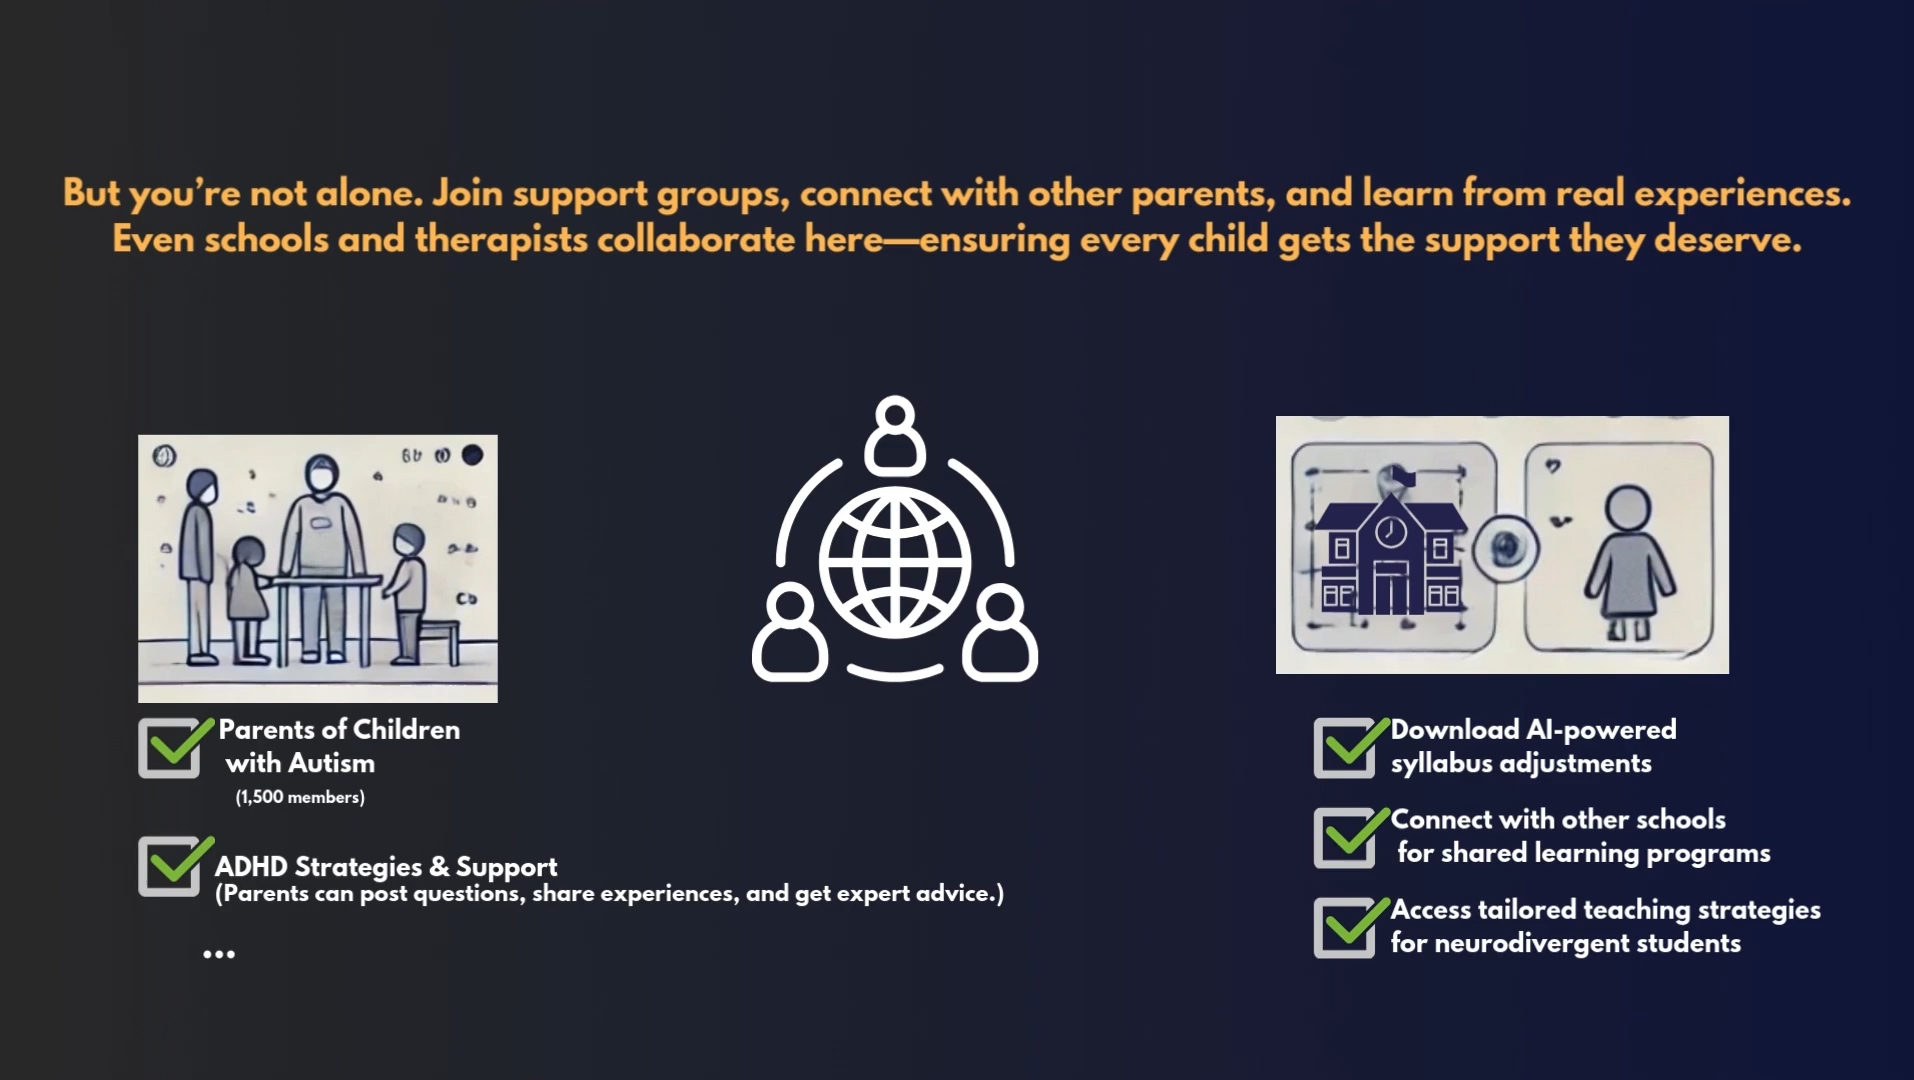 But you’re not alone. Join support groups, connect with other parents, and learn from real experiences.
Even schools and therapists collaborate here—ensuring every child gets the support they deserve.
Parents of Children
with Autism
(1,500 members)
ADHD Strategies & Support
(Parents can post questions, share experiences, and get expert advice.)
...
Download AI-powered
syllabus adjustments
Connect with other schools
for shared learning programs
Access tailored teaching strategies
for neurodivergent students